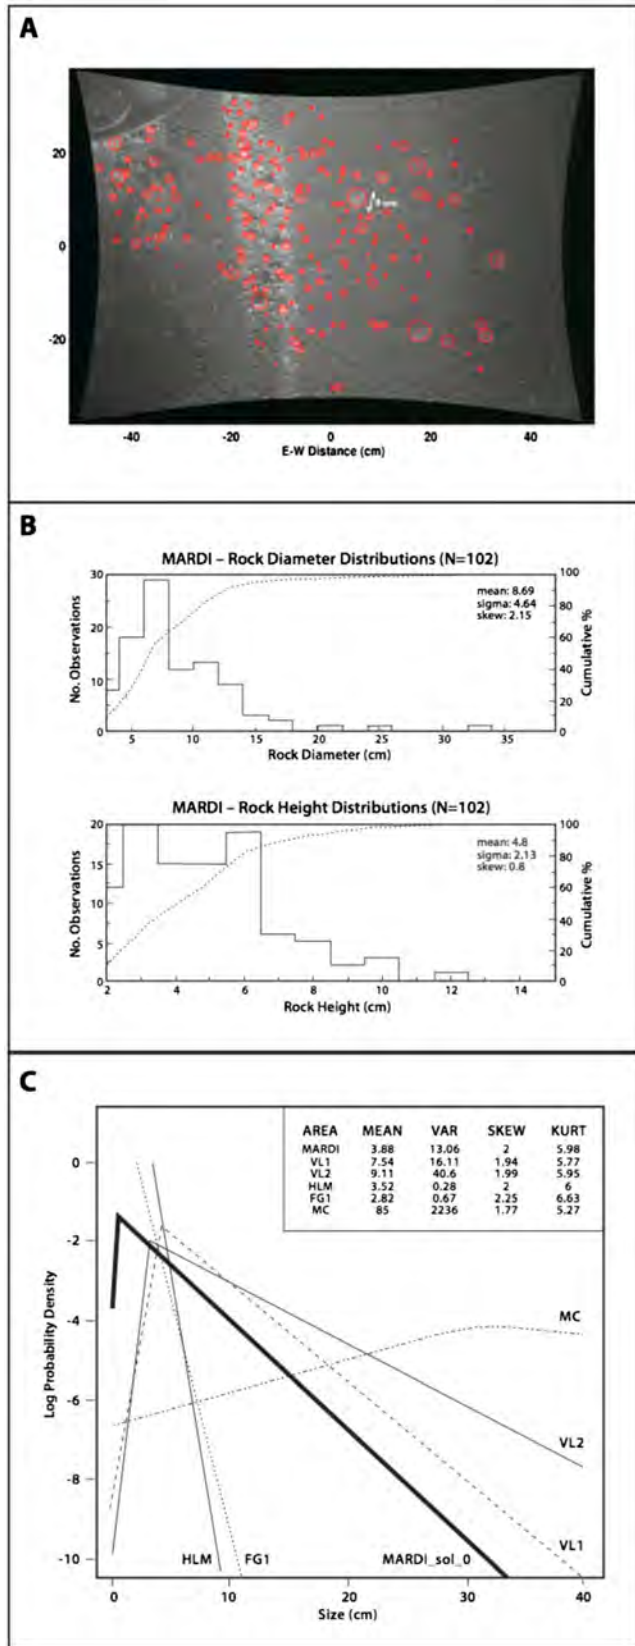 A
20
0
-20
-40 -20 0 20 40
E-W Distance (cm)
B
MARDI – Rock Diameter Distributions (N=102)
30
20
10
0
No. Observations
100
80
60
40
20
0
Cumulative %
mean: 8.69
sigma: 4.64
skew: 2.15
5 10 15 20 25 30 35
Rock Diameter (cm)
MARDI – Rock Height Distributions (N=102)
20
15
10
5
0
No. Observations
100
80
60
40
20
0
Cumulative %
mean: 4.8
sigma: 2.13
skew: 0.8
2 4 6 8 10 12 14
Rock Height (cm)
C
AREA MEAN VAR SKEW KURT
MARDI 3.88 13.06 2 5.98
VL1 7.54 16.11 1.94 5.77
VL2 9.11 40.6 1.99 5.95
HLM 3.52 0.28 2 6
FG1 2.82 0.67 2.25 6.63
MC 85 2236 1.77 5.27
0
-2
-4
-6
-8
-10
Log Probability Density
MC
VL2
VL1
HLM FG1 MARDI_sol_0
0 10 20 30 40
Size (cm)